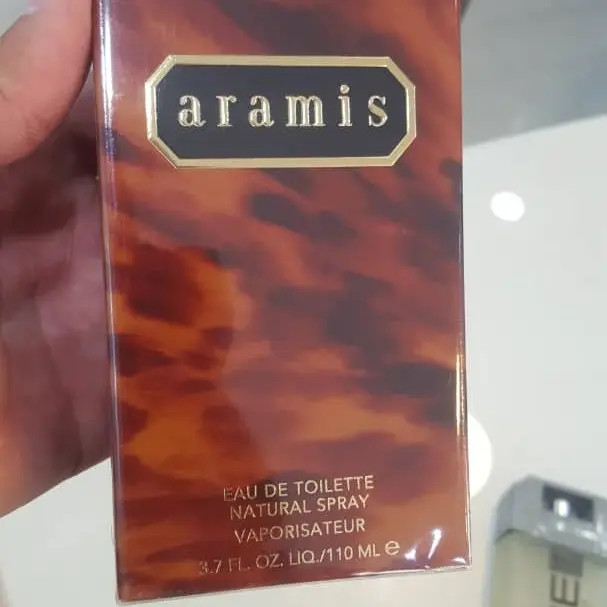 aramis
EAU DE TOILETTE
NATURAL SPRAY
VAPORISATEUR
3.7 FL. OZ. LIQ./110 ML ℮
E